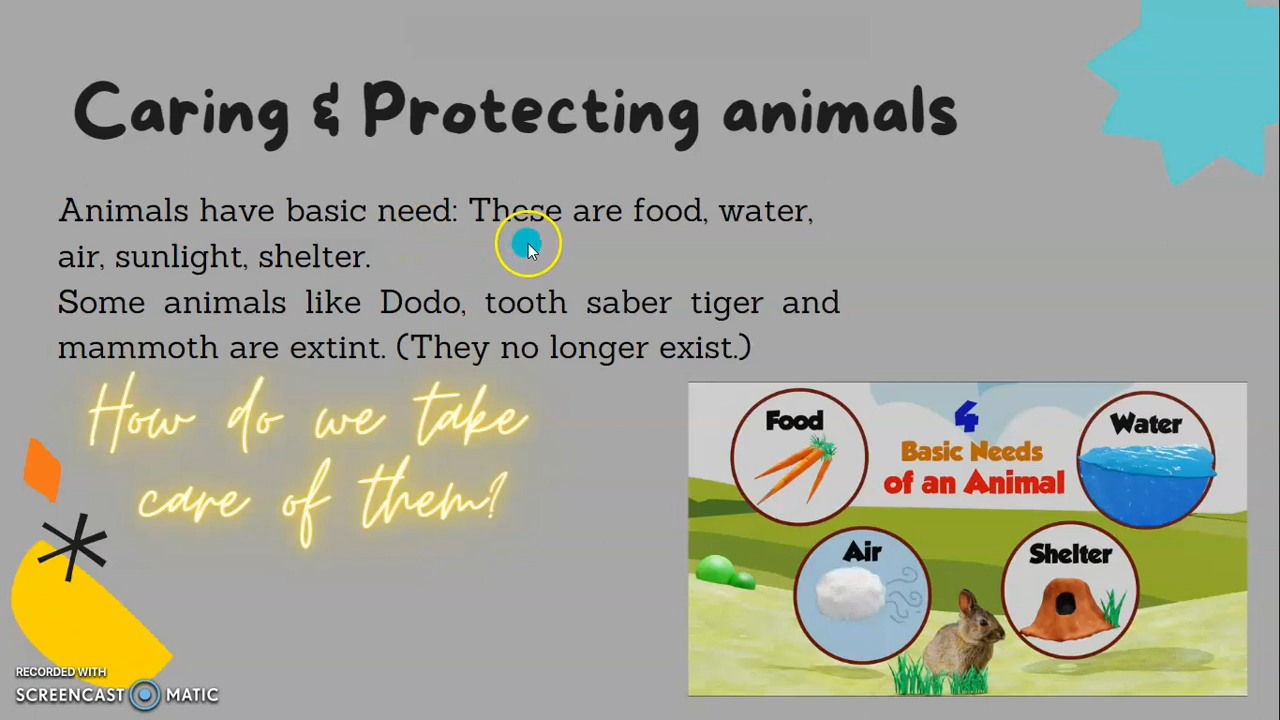 Caring & Protecting animals
Animals have basic need: These are food, water,
air, sunlight, shelter.
Some animals like Dodo, tooth saber tiger and
mammoth are extint. (They no longer exist.)
How do we take
care of them?
Food
4
Basic Needs
of an Animal
Water
Air
Shelter
RECORDED WITH
SCREENCAST MATIC